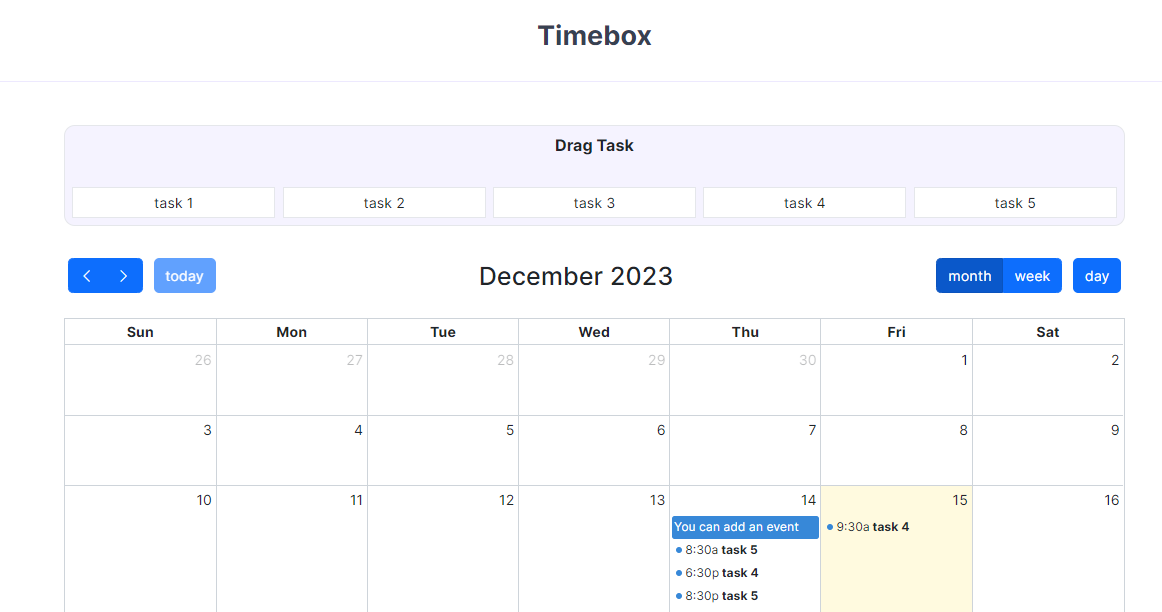 Timebox
Drag Task
task 1 task 2 task 3 task 4 task 5
today December 2023 month week day
Sun Mon Tue Wed Thu Fri Sat
26 27 28 29 30 1 2
3 4 5 6 7 8 9
10 11 12 13 14 15 16
You can add an event 9:30a task 4
8:30a task 5
6:30p task 4
8:30p task 5